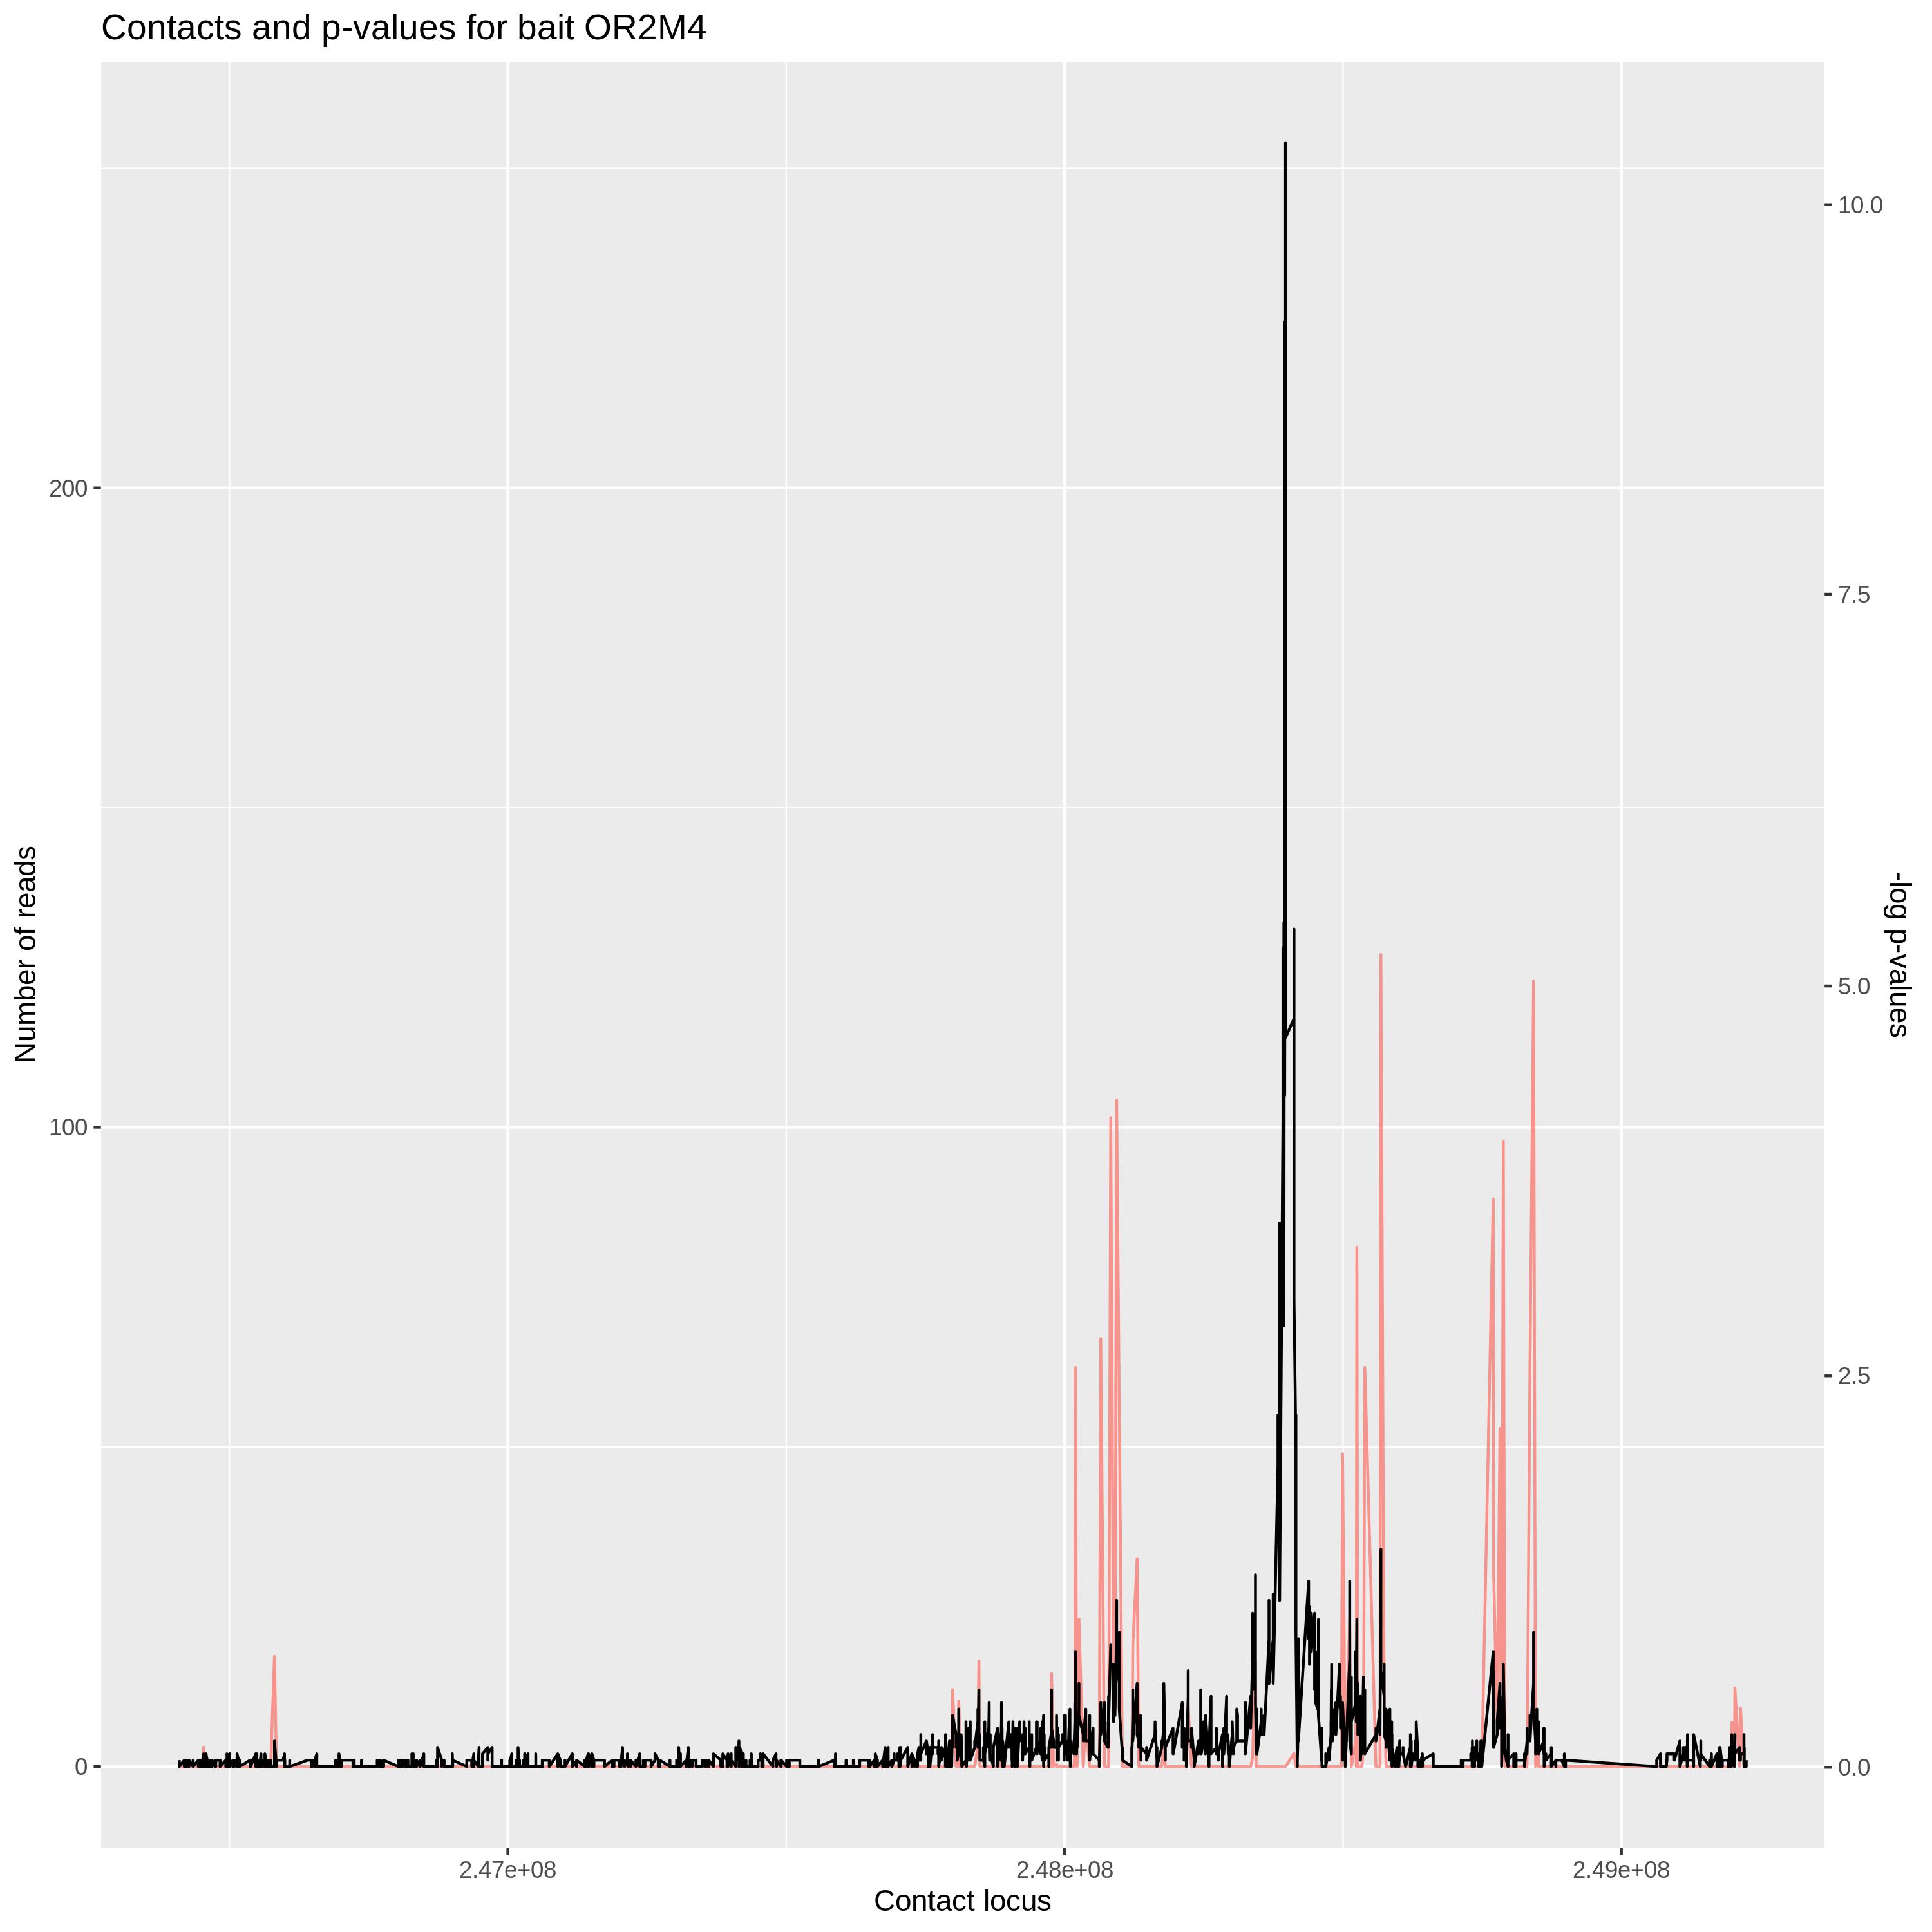 Contacts and p-values for bait OR2M4
Number of reads
200
100
0
10.0
7.5
5.0
2.5
0.0
-log p-values
2.47e+08
2.48e+08
2.49e+08
Contact locus